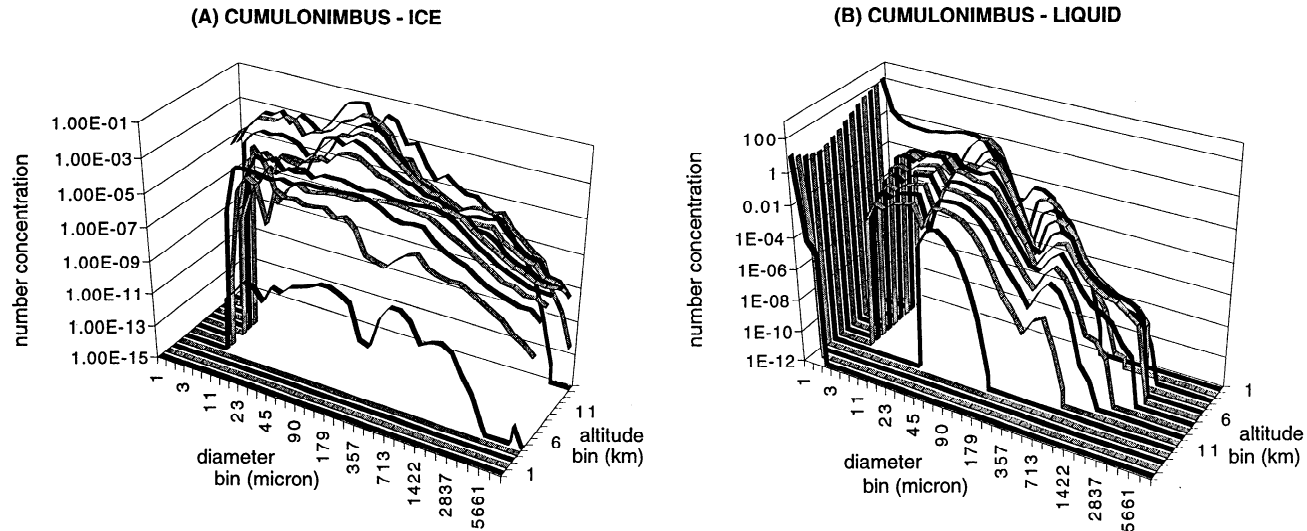 (A) CUMULONIMBUS - ICE
number concentration
1.00E-01
1.00E-03
1.00E-05
1.00E-07
1.00E-09
1.00E-11
1.00E-13
1.00E-15
1
3
11
23
45
90
179
357
713
1422
2837
5661
diameter
bin (micron)
1
6
11
altitude
bin (km)
(B) CUMULONIMBUS - LIQUID
number concentration
100
1
0.01
1E-04
1E-06
1E-08
1E-10
1E-12
1
3
11
23
45
90
179
357
713
1422
2837
5661
diameter
bin (micron)
1
6
11
altitude
bin (km)